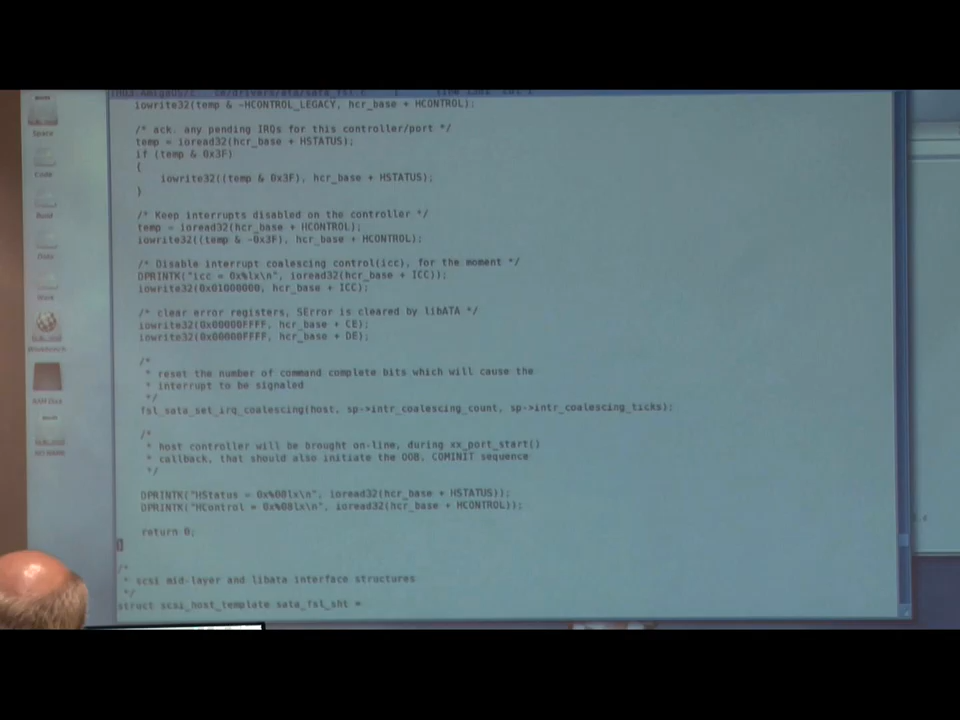 iowrite32(temp & ~HCONTROL_LEGACY, hcr_base + HCONTROL);
/* ack. any pending IRQs for this controller/port */
temp = ioread32(hcr_base + HSTATUS);
if (temp & 0x3F)
{
iowrite32((temp & 0x3F), hcr_base + HSTATUS);
}
/* Keep interrupts disabled on the controller */
temp = ioread32(hcr_base + HCONTROL);
iowrite32((temp & ~0x3F), hcr_base + HCONTROL);
/* Disable interrupt coalescing control(icc), for the moment */
DPRINTK("icc = 0x%lx\n", ioread32(hcr_base + ICC));
iowrite32(0x01000000, hcr_base + ICC);
/* clear error registers, SError is cleared by libATA */
iowrite32(0x00000FFFF, hcr_base + CE);
iowrite32(0x00000FFFF, hcr_base + DE);
/*
* reset the number of command complete bits which will cause the
* interrupt to be signaled
*/
fsl_sata_set_irq_coalescing(host, sp->intr_coalescing_count, sp->intr_coalescing_ticks);
/*
* host controller will be brought on-line, during xx_port_start()
* callback, that should also initiate the OOB, COMINIT sequence
*/
DPRINTK("HStatus = 0x%08lx\n", ioread32(hcr_base + HSTATUS));
DPRINTK("HControl = 0x%08lx\n", ioread32(hcr_base + HCONTROL));
return 0;
}
/*
* scsi mid-layer and libata interface structures
*/
struct scsi_host_template sata_fsl_sht =
Space
Code
Work
Workbench
RAM Disk